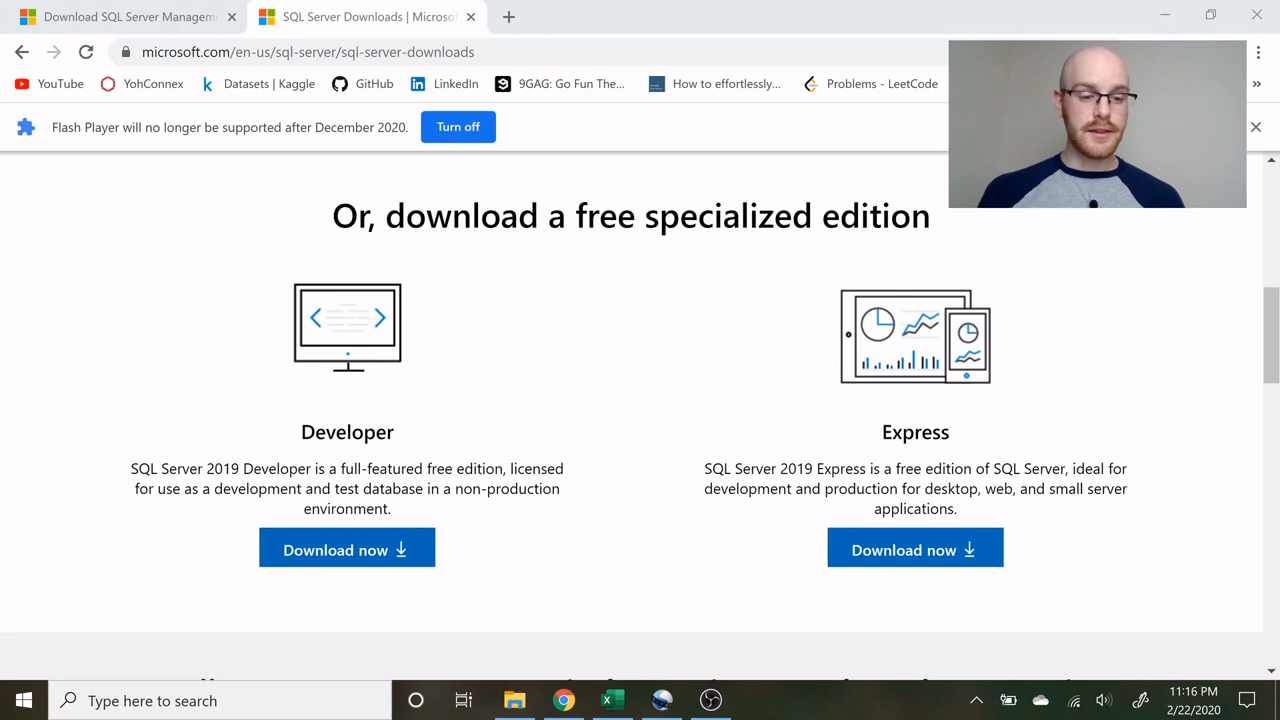 Download SQL Server Managem
SQL Server Downloads | Microso
microsoft.com/en-us/sql-server/sql-server-downloads
YouTube
YohConnex
Datasets | Kaggle
GitHub
LinkedIn
9GAG: Go Fun The...
How to effortlessly...
Problems - LeetCode
Flash Player will no longer be supported after December 2020.
Turn off
Or, download a free specialized edition
Developer
SQL Server 2019 Developer is a full-featured free edition, licensed
for use as a development and test database in a non-production
environment.
Download now
Express
SQL Server 2019 Express is a free edition of SQL Server, ideal for
development and production for desktop, web, and small server
applications.
Download now
Type here to search
11:16 PM
2/22/2020